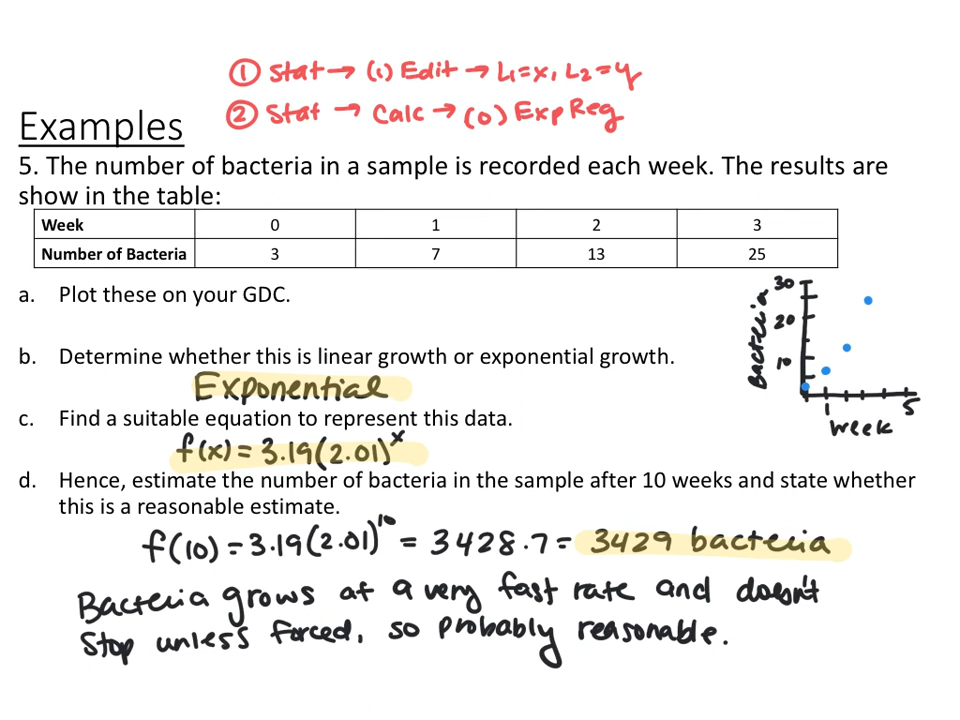 ① Stat → (1) Edit → L1=x, L2=y
② Stat → Calc → (0) ExpReg
Examples
5. The number of bacteria in a sample is recorded each week. The results are
show in the table:
Week 0 1 2 3
Number of Bacteria 3 7 13 25
a. Plot these on your GDC.
30
20
10
Bacteria
1 5
Week
b. Determine whether this is linear growth or exponential growth.
Exponential
c. Find a suitable equation to represent this data.
f(x) = 3.19(2.01)^x
d. Hence, estimate the number of bacteria in the sample after 10 weeks and state whether
this is a reasonable estimate.
f(10) = 3.19(2.01)^10 = 3428.7 = 3429 bacteria
Bacteria grows at a very fast rate and doesn't
stop unless forced, so probably reasonable.